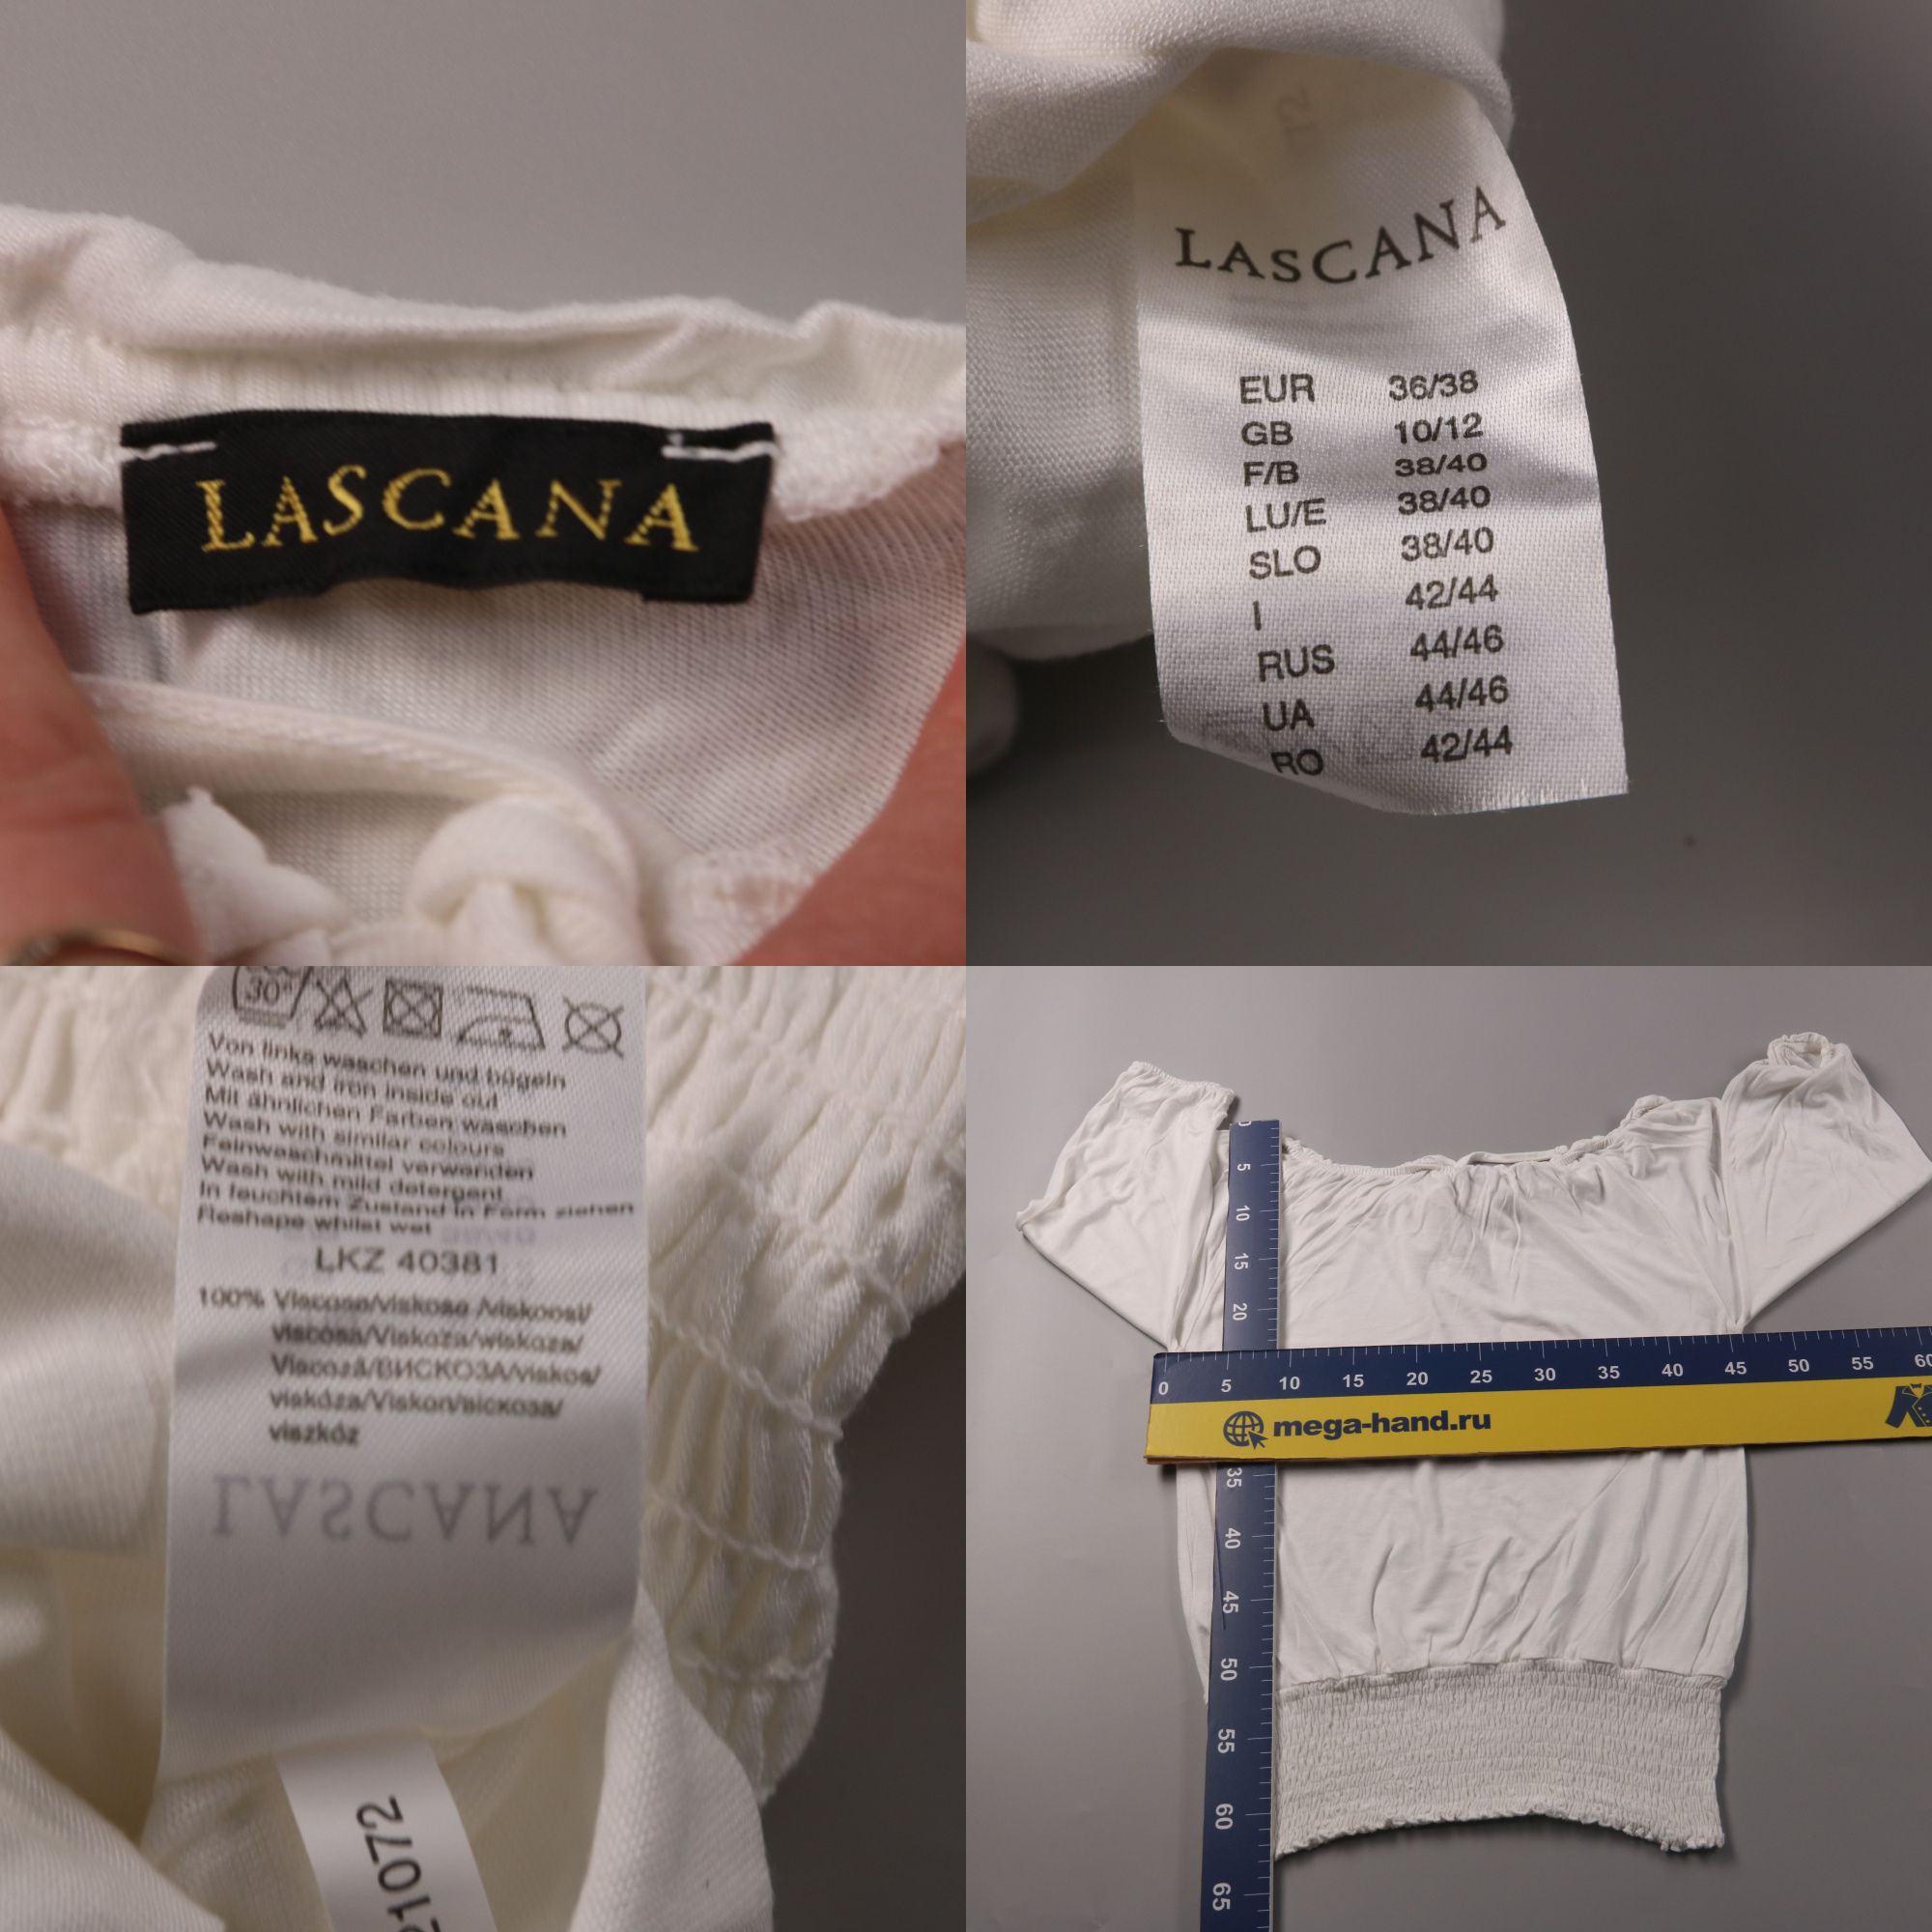 LASCANA
LASCANA
EUR 36/38
GB 10/12
F/B 38/40
LU/E 38/40
SLO 38/40
I 42/44
RUS 44/46
UA 44/46
RO 42/44
30°
Von links waschen und bügeln
Wash and iron inside out
Mit ähnlichen Farben waschen
Wash with similar colours
Feinwaschmittel verwenden
Wash with mild detergent
In feuchtem Zustand in Form ziehen
Reshape whilst wet
LKZ 40381
100% Viscose/viskose /viskoosi/
viscosa/Viskoza/wiskoza/
Viscoză/ВИСКОЗА/viskos/
viskóza/Viskon/віскоза/
viszkóz
LASCANA
21072
0 5 10 15 20 35 40 45 50 55 60 65
0 5 10 15 20 25 30 35 40 45 50 55 60
mega-hand.ru